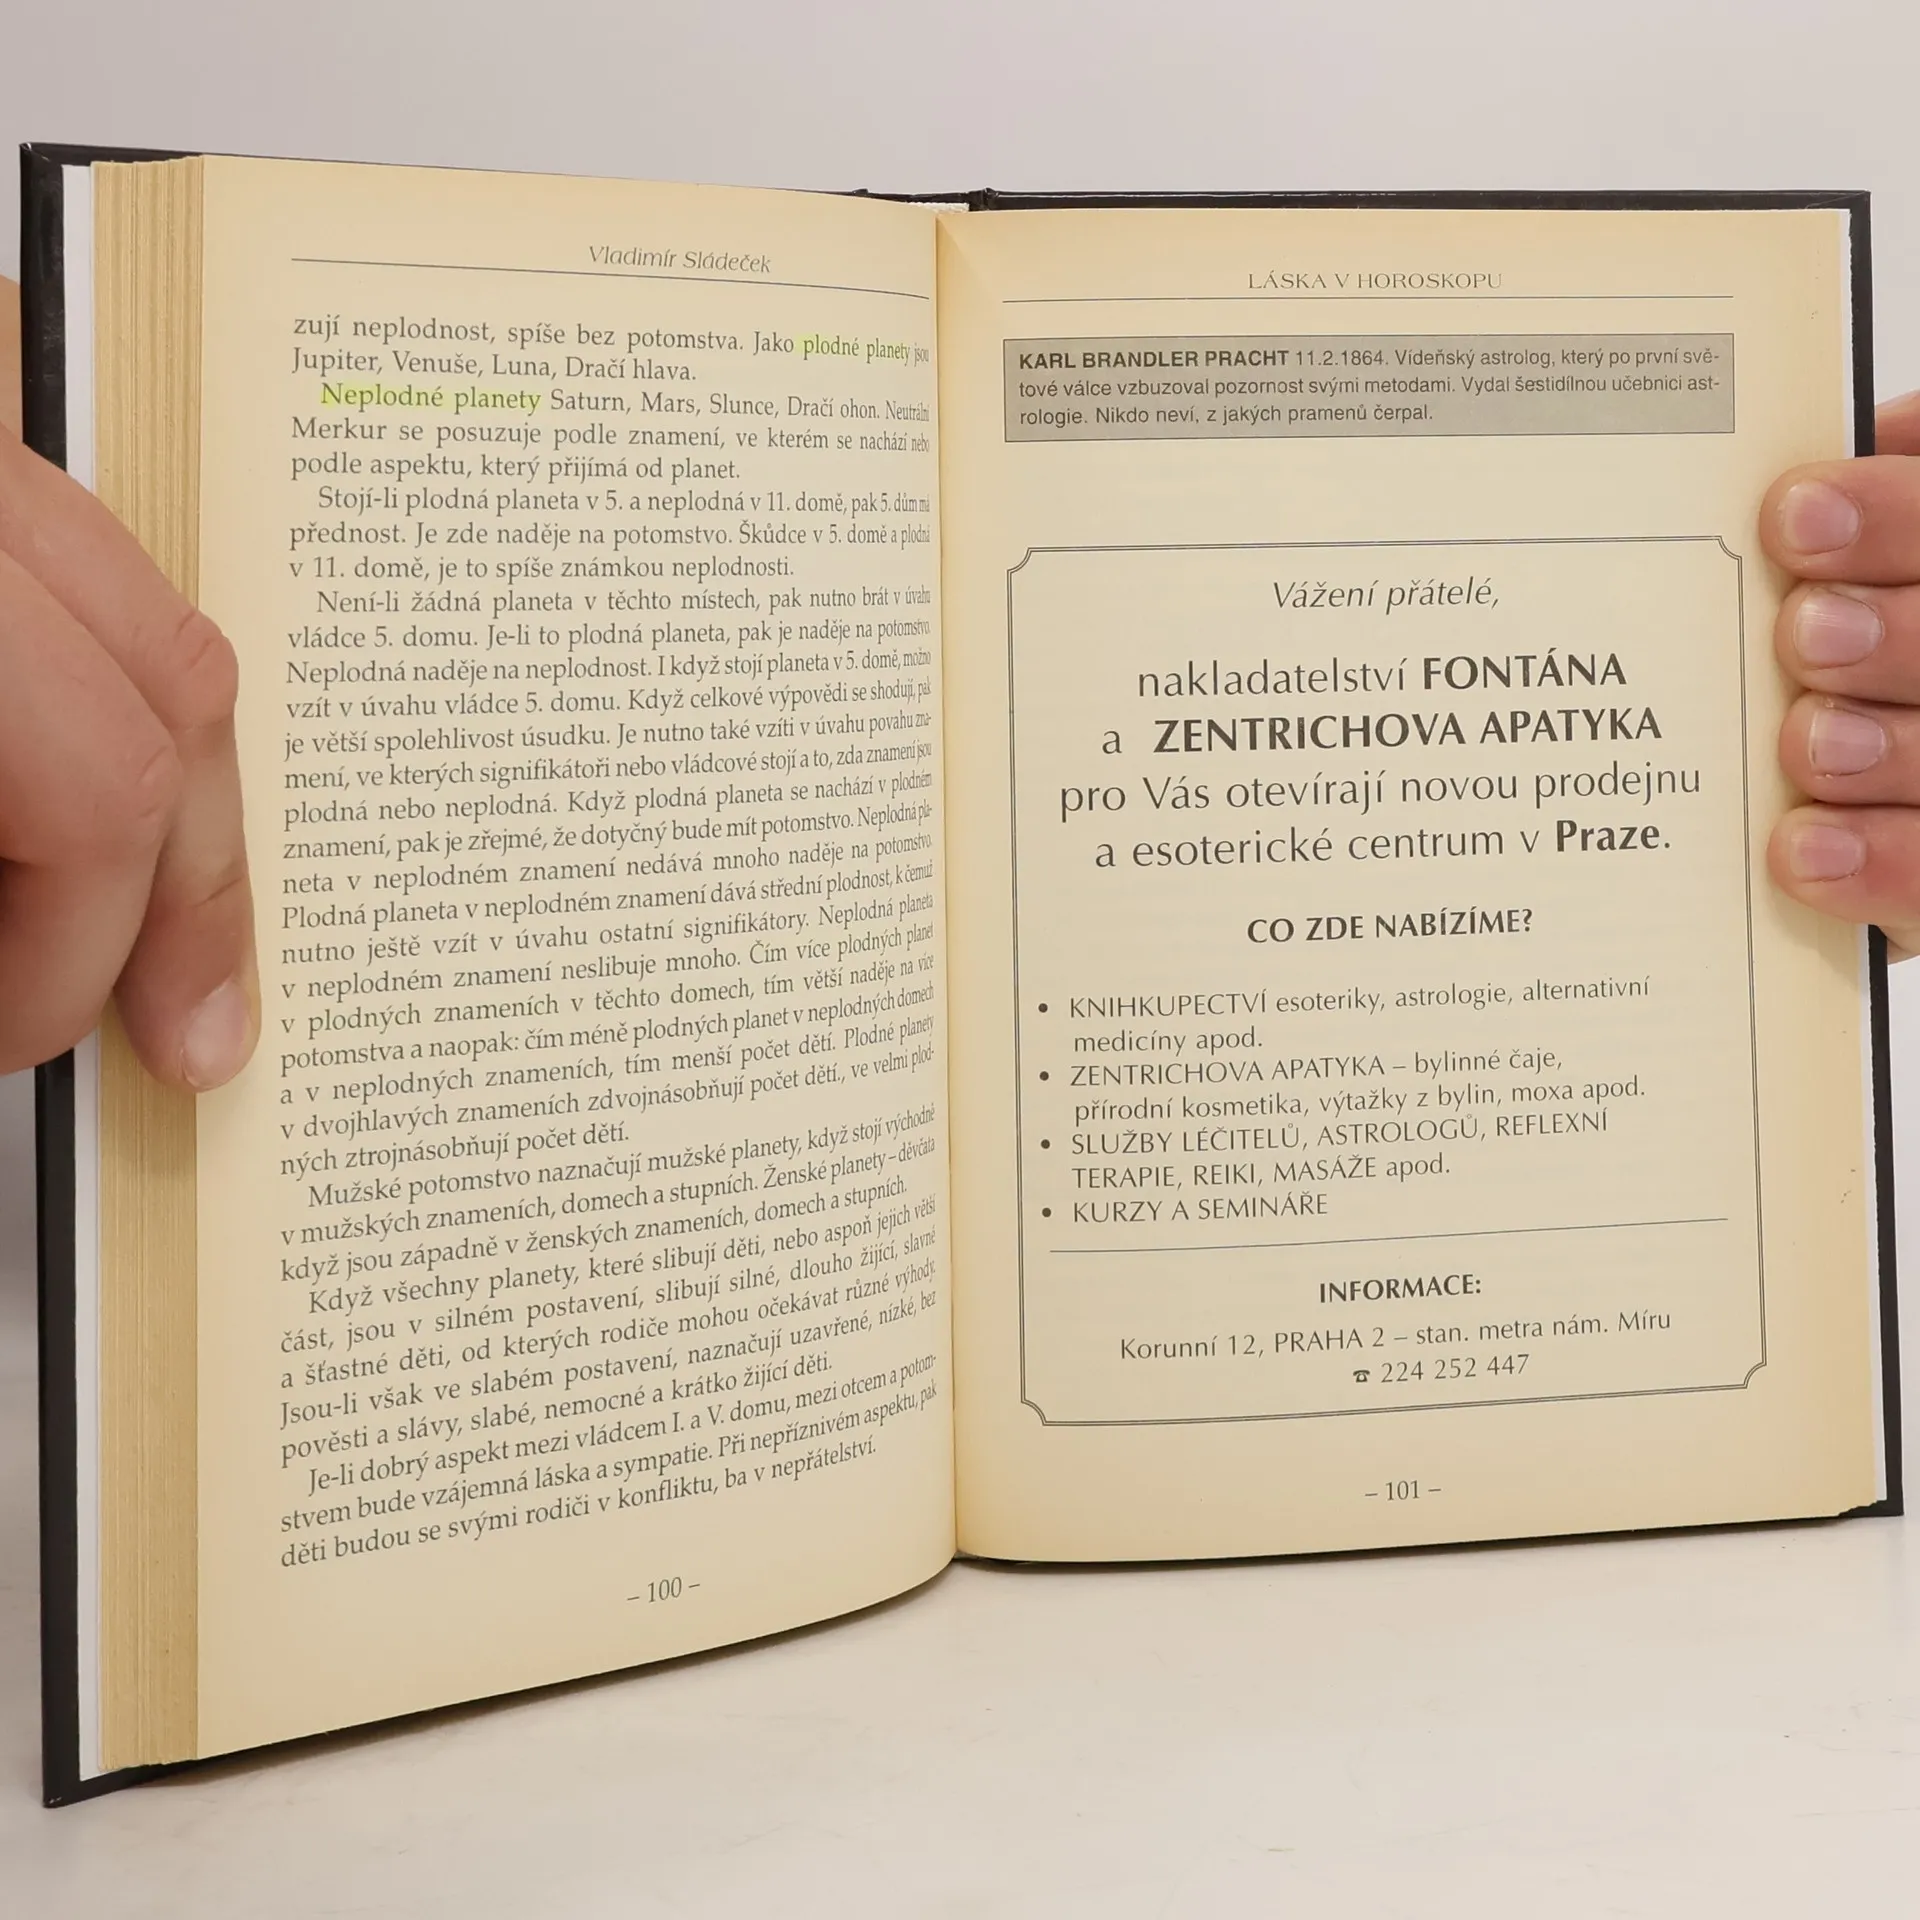 Vladimír Sládeček
zují neplodnost, spíše bez potomstva. Jako plodné planety jsou
Jupiter, Venuše, Luna, Dračí hlava.
Neplodné planety Saturn, Mars, Slunce, Dračí ohon. Neutrální
Merkur se posuzuje podle znamení, ve kterém se nachází nebo
podle aspektu, který přijímá od planet.
Stojí-li plodná planeta v 5. a neplodná v 11. domě, pak 5. dům má
přednost. Je zde naděje na potomstvo. Škůdce v 5. domě a plodná
v 11. domě, je to spíše známkou neplodnosti.
Není-li žádná planeta v těchto místech, pak nutno brát v úvahu
vládce 5. domu. Je-li to plodná planeta, pak je naděje na potomstvo.
Neplodná naděje na neplodnost. I když stojí planeta v 5. domě, možno
vzít v úvahu vládce 5. domu. Když celkové výpovědi se shodují, pak
je větší spolehlivost úsudku. Je nutno také vzíti v úvahu povahu zna-
mení, ve kterých signifikátoři nebo vládcové stojí a to, zda znamení jsou
plodná nebo neplodná. Když plodná planeta se nachází v plodném
znamení, pak je zřejmé, že dotyčný bude mít potomstvo. Neplodná pla-
neta v neplodném znamení nedává mnoho naděje na potomstvo.
Plodná planeta v neplodném znamení dává střední plodnost, k čemuž
nutno ještě vzít v úvahu ostatní signifikátory. Neplodná planeta
v neplodném znamení neslibuje mnoho. Čím více plodných planet
v plodných znameních v těchto domech, tím větší naděje na více
potomstva a naopak: čím méně plodných planet v neplodných domech
a v neplodných znameních, tím menší počet dětí. Plodné planety
v dvojhlavých znameních zdvojnásobňují počet dětí., ve velmi plod-
ných ztrojnásobňují počet dětí.
Mužské potomstvo naznačují mužské planety, když stojí východně
v mužských znameních, domech a stupních. Ženské planety – děvčata
když jsou západně v ženských znameních, domech a stupních.
Když všechny planety, které slibují děti, nebo aspoň jejich větší
část, jsou v silném postavení, slibují silné, dlouho žijící, slavné
a šťastné děti, od kterých rodiče mohou očekávat různé výhody.
Jsou-li však ve slabém postavení, naznačují uzavřené, nízké, bez
pověsti a slávy, slabé, nemocné a krátko žijící děti.
Je-li dobrý aspekt mezi vládcem I. a V. domu, mezi otcem a potom-
stvem bude vzájemná láska a sympatie. Při nepříznivém aspektu, pak
děti budou se svými rodiči v konfliktu, ba v nepřátelství.
– 100 –
LÁSKA V HOROSKOPU
KARL BRANDLER PRACHT 11.2.1864. Vídeňský astrolog, který po první svě-
tové válce vzbuzoval pozornost svými metodami. Vydal šestidílnou učebnici ast-
rologie. Nikdo neví, z jakých pramenů čerpal.
Vážení přátelé,
nakladatelství FONTÁNA
a ZENTRICHOVA APATYKA
pro Vás otevírají novou prodejnu
a esoterické centrum v Praze.
CO ZDE NABÍZÍME?
• KNIHKUPECTVÍ esoteriky, astrologie, alternativní
medicíny apod.
• ZENTRICHOVA APATYKA – bylinné čaje,
přírodní kosmetika, výtažky z bylin, moxa apod.
• SLUŽBY LÉČITELŮ, ASTROLOGŮ, REFLEXNÍ
TERAPIE, REIKI, MASÁŽE apod.
• KURZY A SEMINÁŘE
INFORMACE:
Korunní 12, PRAHA 2 – stan. metra nám. Míru
☎ 224 252 447
– 101 –